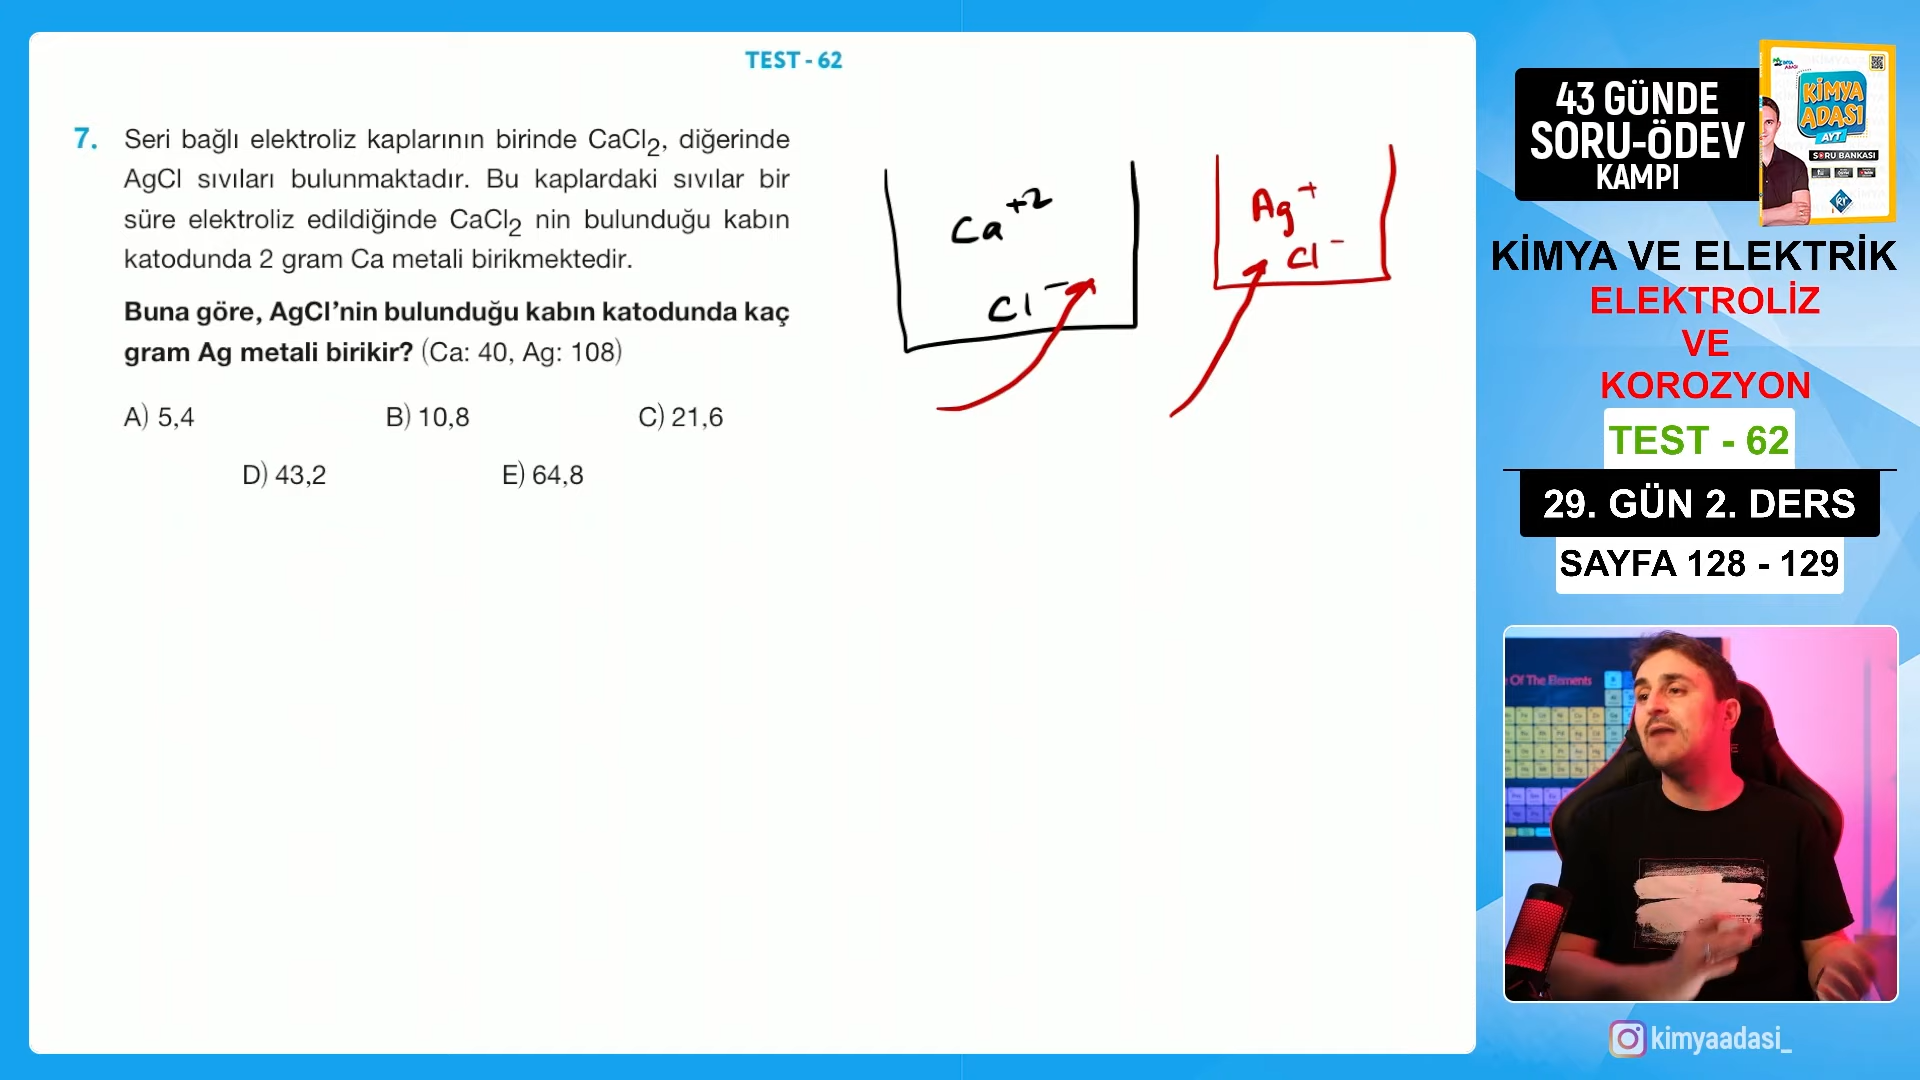 TEST - 62
7. Seri bağlı elektroliz kaplarının birinde CaCl₂, diğerinde
AgCl sıvıları bulunmaktadır. Bu kaplardaki sıvılar bir
süre elektroliz edildiğinde CaCl₂ nin bulunduğu kabın
katodunda 2 gram Ca metali birikmektedir.
Buna göre, AgCl’nin bulunduğu kabın katodunda kaç
gram Ag metali birikir? (Ca: 40, Ag: 108)
A) 5,4 B) 10,8 C) 21,6
D) 43,2 E) 64,8
Ca+2
Cl-
Ag+
Cl-
43 GÜNDE
SORU-ÖDEV
KAMPI
KİMYA
ADASI
AYT
SORU BANKASI
KİMYA VE ELEKTRİK
ELEKTROLİZ
VE
KOROZYON
TEST - 62
29. GÜN 2. DERS
SAYFA 128 - 129
Of The Elements
kimyaadasi_